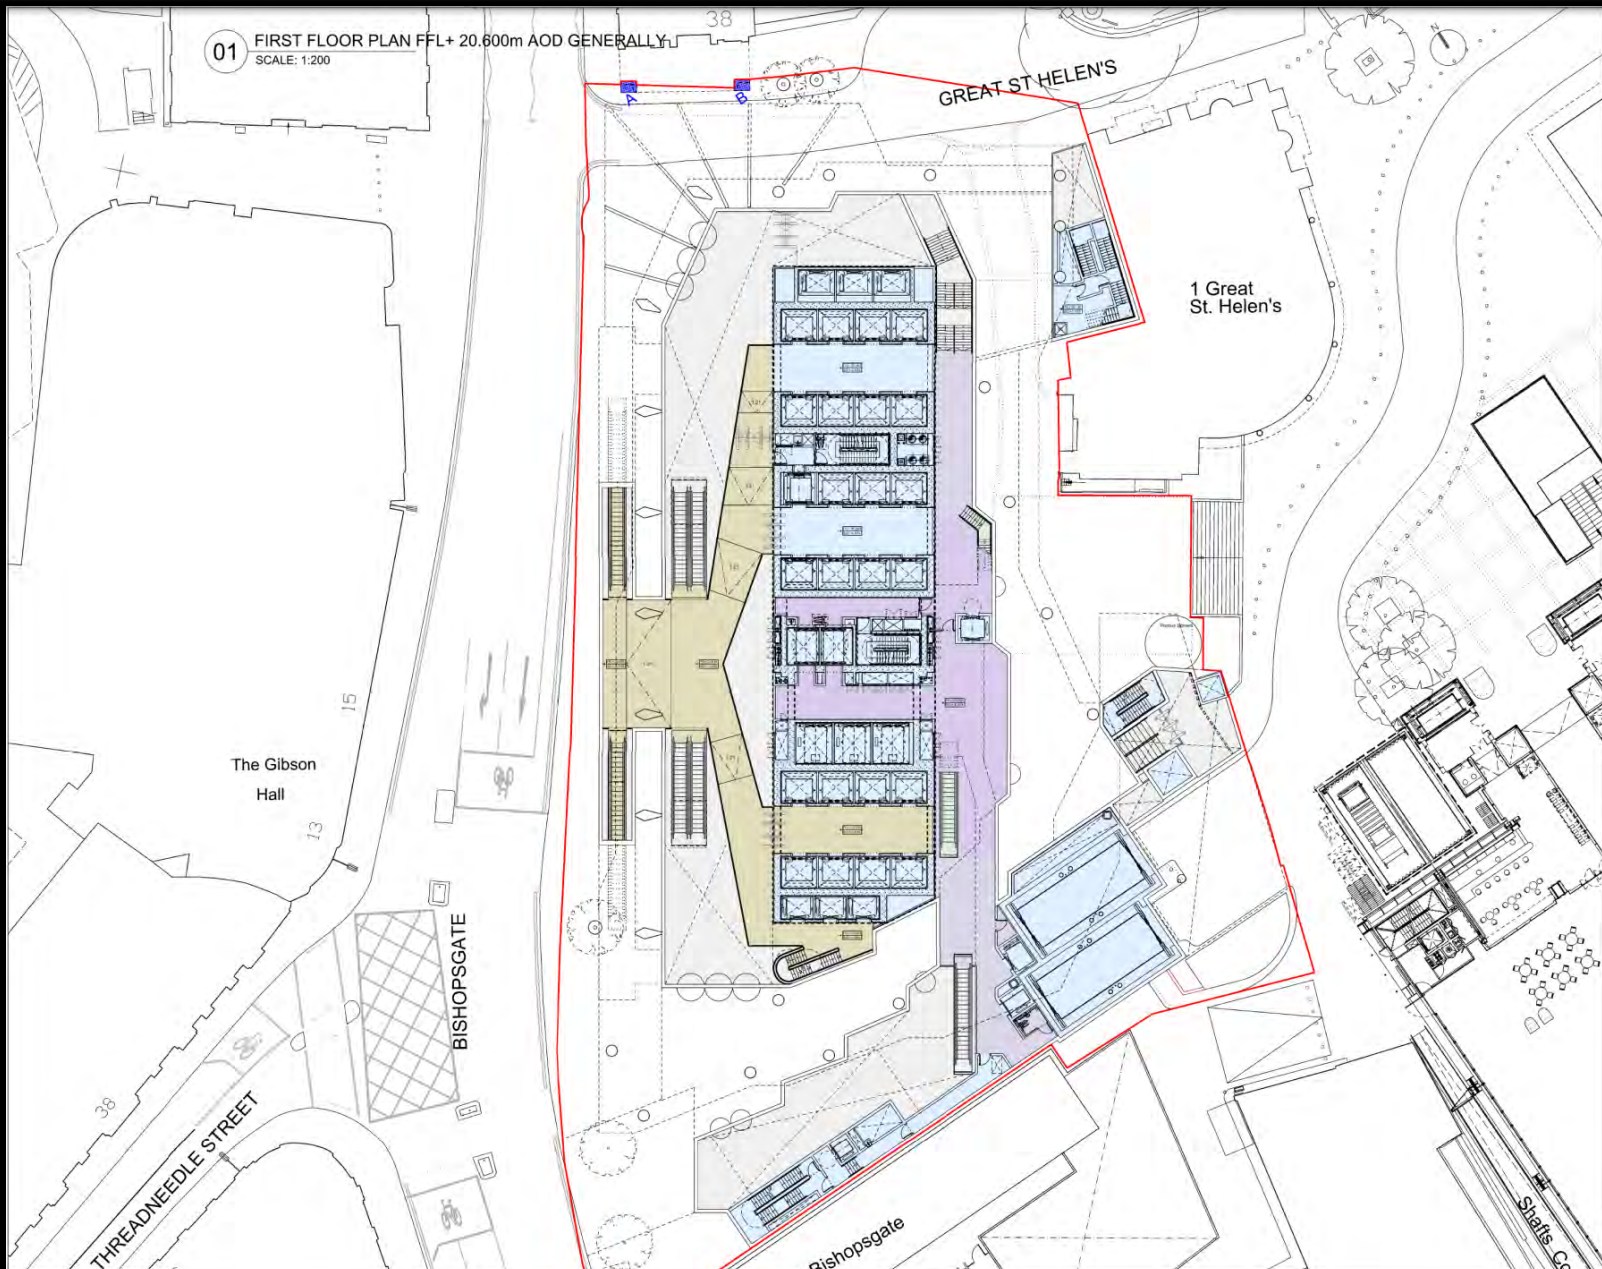 38
01
FIRST FLOOR PLAN FFL+ 20.600m AOD GENERALLY
SCALE: 1:200
A
B
GREAT ST HELEN'S
N
1 Great
St. Helen's
15
The Gibson
Hall
13
BISHOPSGATE
38
THREADNEEDLE STREET
Bishopsgate
Shafts Co